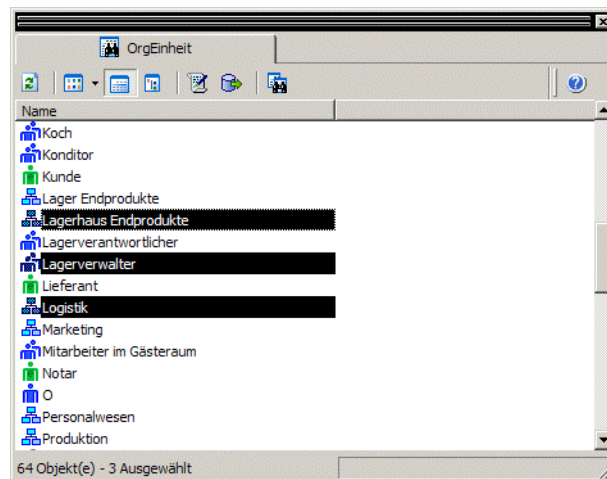 OrgEinheit
Name
Koch
Konditor
Kunde
Lager Endprodukte
Lagerhaus Endprodukte
Lagerverantwortlicher
Lagerverwalter
Lieferant
Logistik
Marketing
Mitarbeiter im Gästeraum
Notar
O
Personalwesen
Produktion
64 Objekt(e) - 3 Ausgewählt